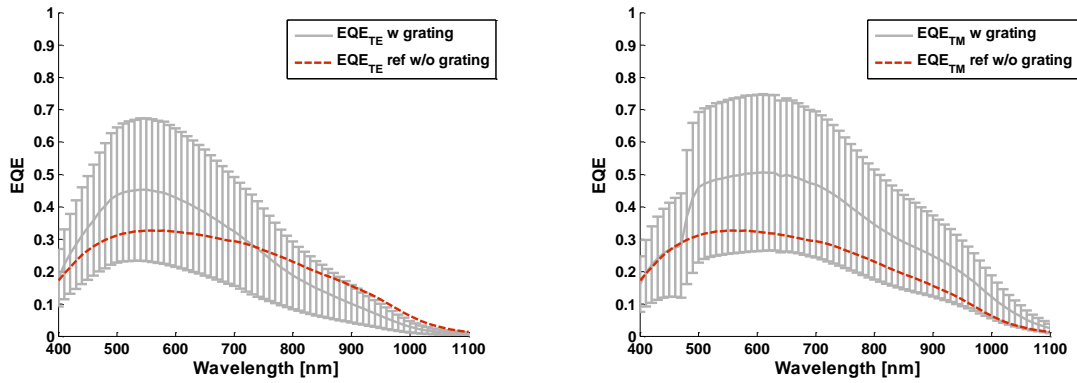 EQE_TE w grating
EQE_TE ref w/o grating
1
0.9
0.8
0.7
0.6
0.5
0.4
0.3
0.2
0.1
0
EQE
400 500 600 700 800 900 1000 1100
Wavelength [nm]
EQE_TM w grating
EQE_TM ref w/o grating
1
0.9
0.8
0.7
0.6
0.5
0.4
0.3
0.2
0.1
0
EQE
400 500 600 700 800 900 1000 1100
Wavelength [nm]